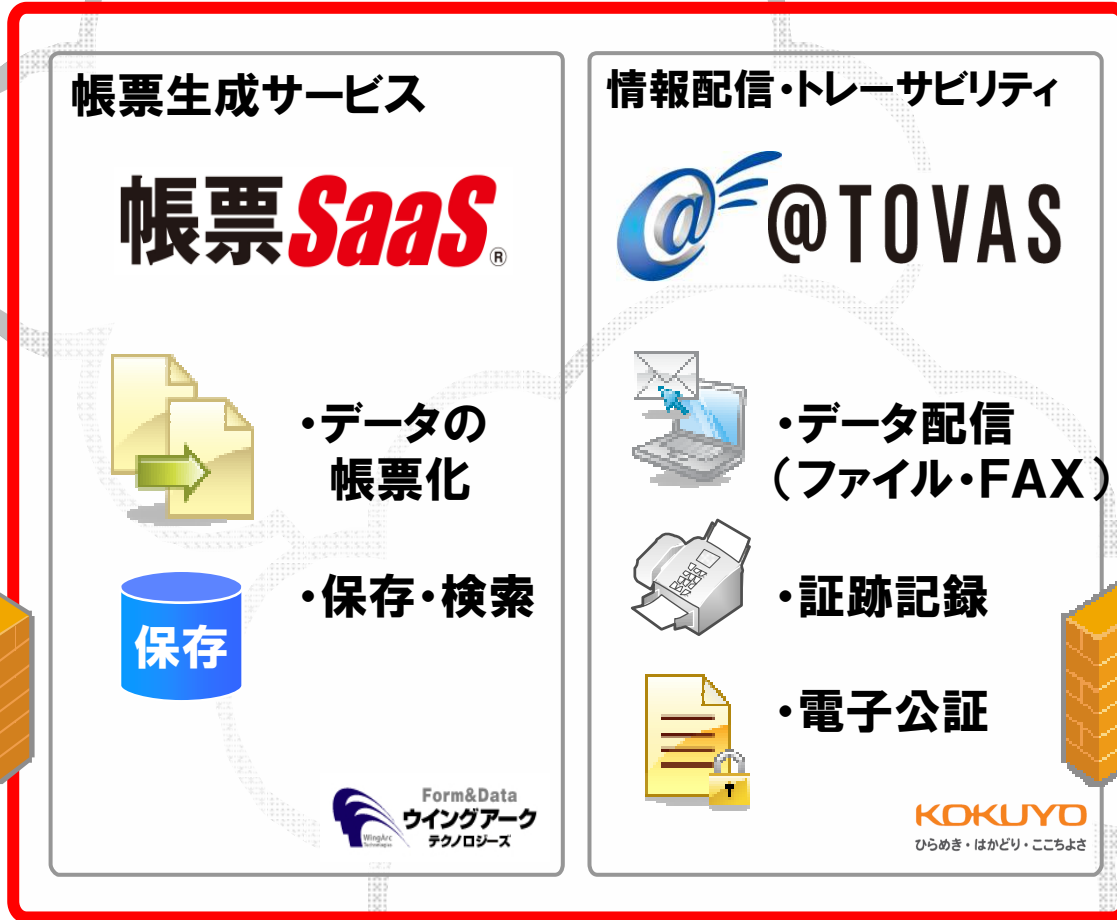 帳票生成サービス
帳票SaaS®
・データの
帳票化
保存
・保存・検索
Form&Data
ウイングアーク
テクノロジーズ
WingArc
Technologies
情報配信・トレーサビリティ
@
@TOVAS
・データ配信
（ファイル・FAX）
・証跡記録
・電子公証
KOKUYO
ひらめき・はかどり・ここちよさ